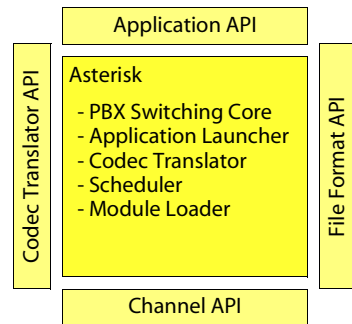 Application API
Codec Translator API
Asterisk
- PBX Switching Core
- Application Launcher
- Codec Translator
- Scheduler
- Module Loader
File Format API
Channel API